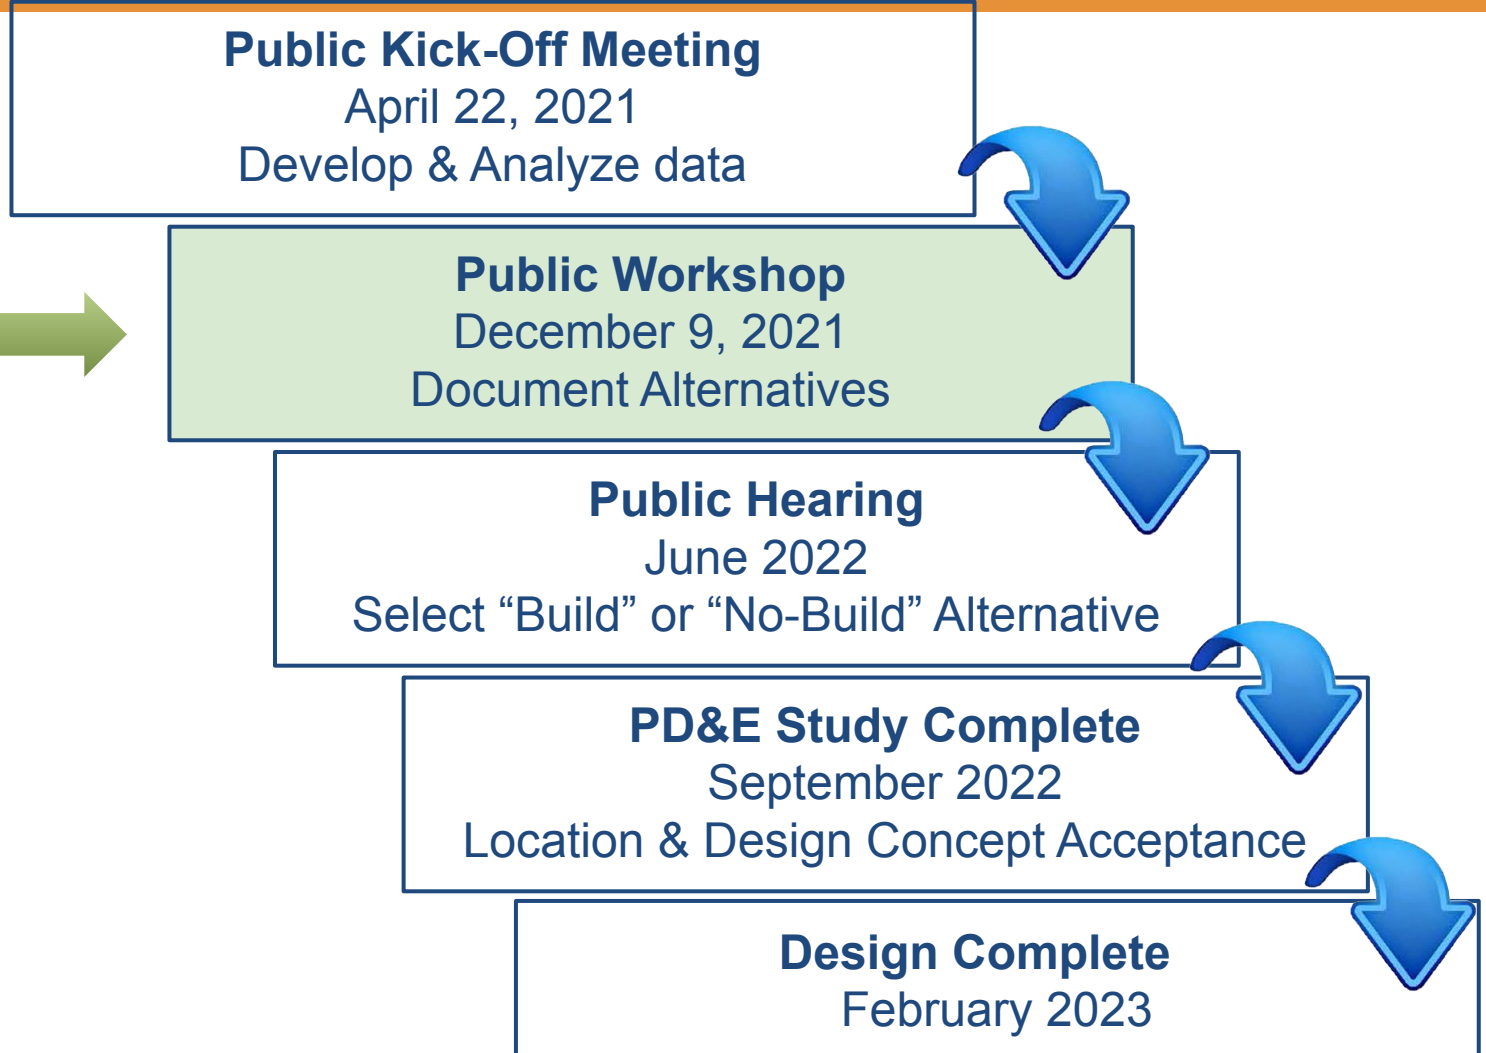 Public Kick-Off Meeting
April 22, 2021
Develop & Analyze data
Public Workshop
December 9, 2021
Document Alternatives
Public Hearing
June 2022
Select “Build” or “No-Build” Alternative
PD&E Study Complete
September 2022
Location & Design Concept Acceptance
Design Complete
February 2023